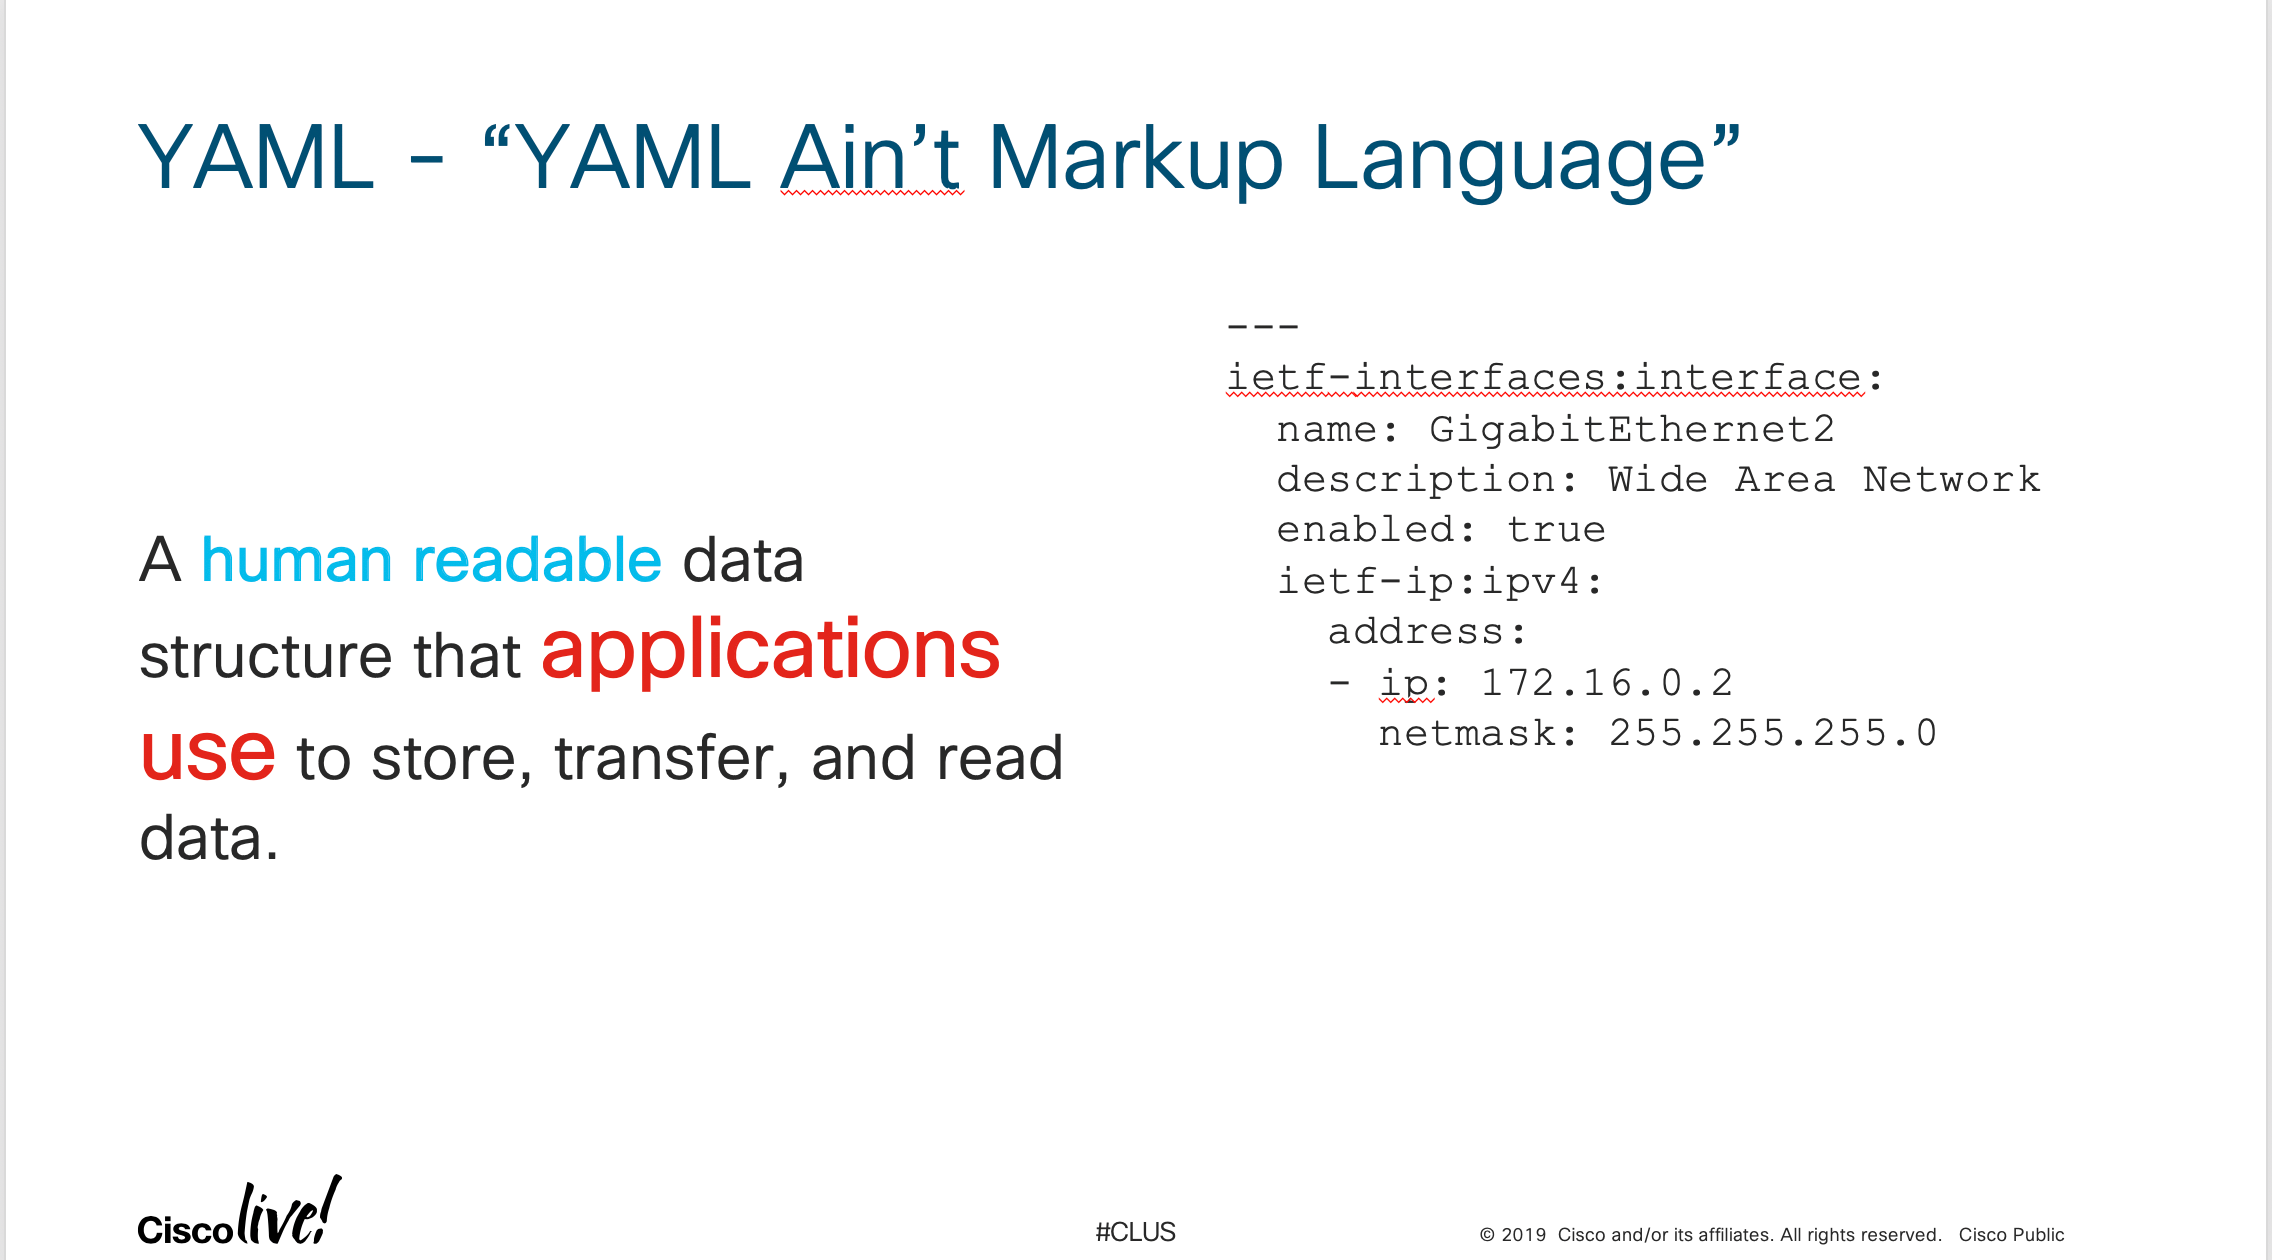 YAML - “YAML Ain’t Markup Language”
A human readable data
structure that applications
use to store, transfer, and read
data.
---
ietf-interfaces:interface:
  name: GigabitEthernet2
  description: Wide Area Network
  enabled: true
  ietf-ip:ipv4:
    address:
    - ip: 172.16.0.2
      netmask: 255.255.255.0
Cisco live!
#CLUS
© 2019 Cisco and/or its affiliates. All rights reserved. Cisco Public